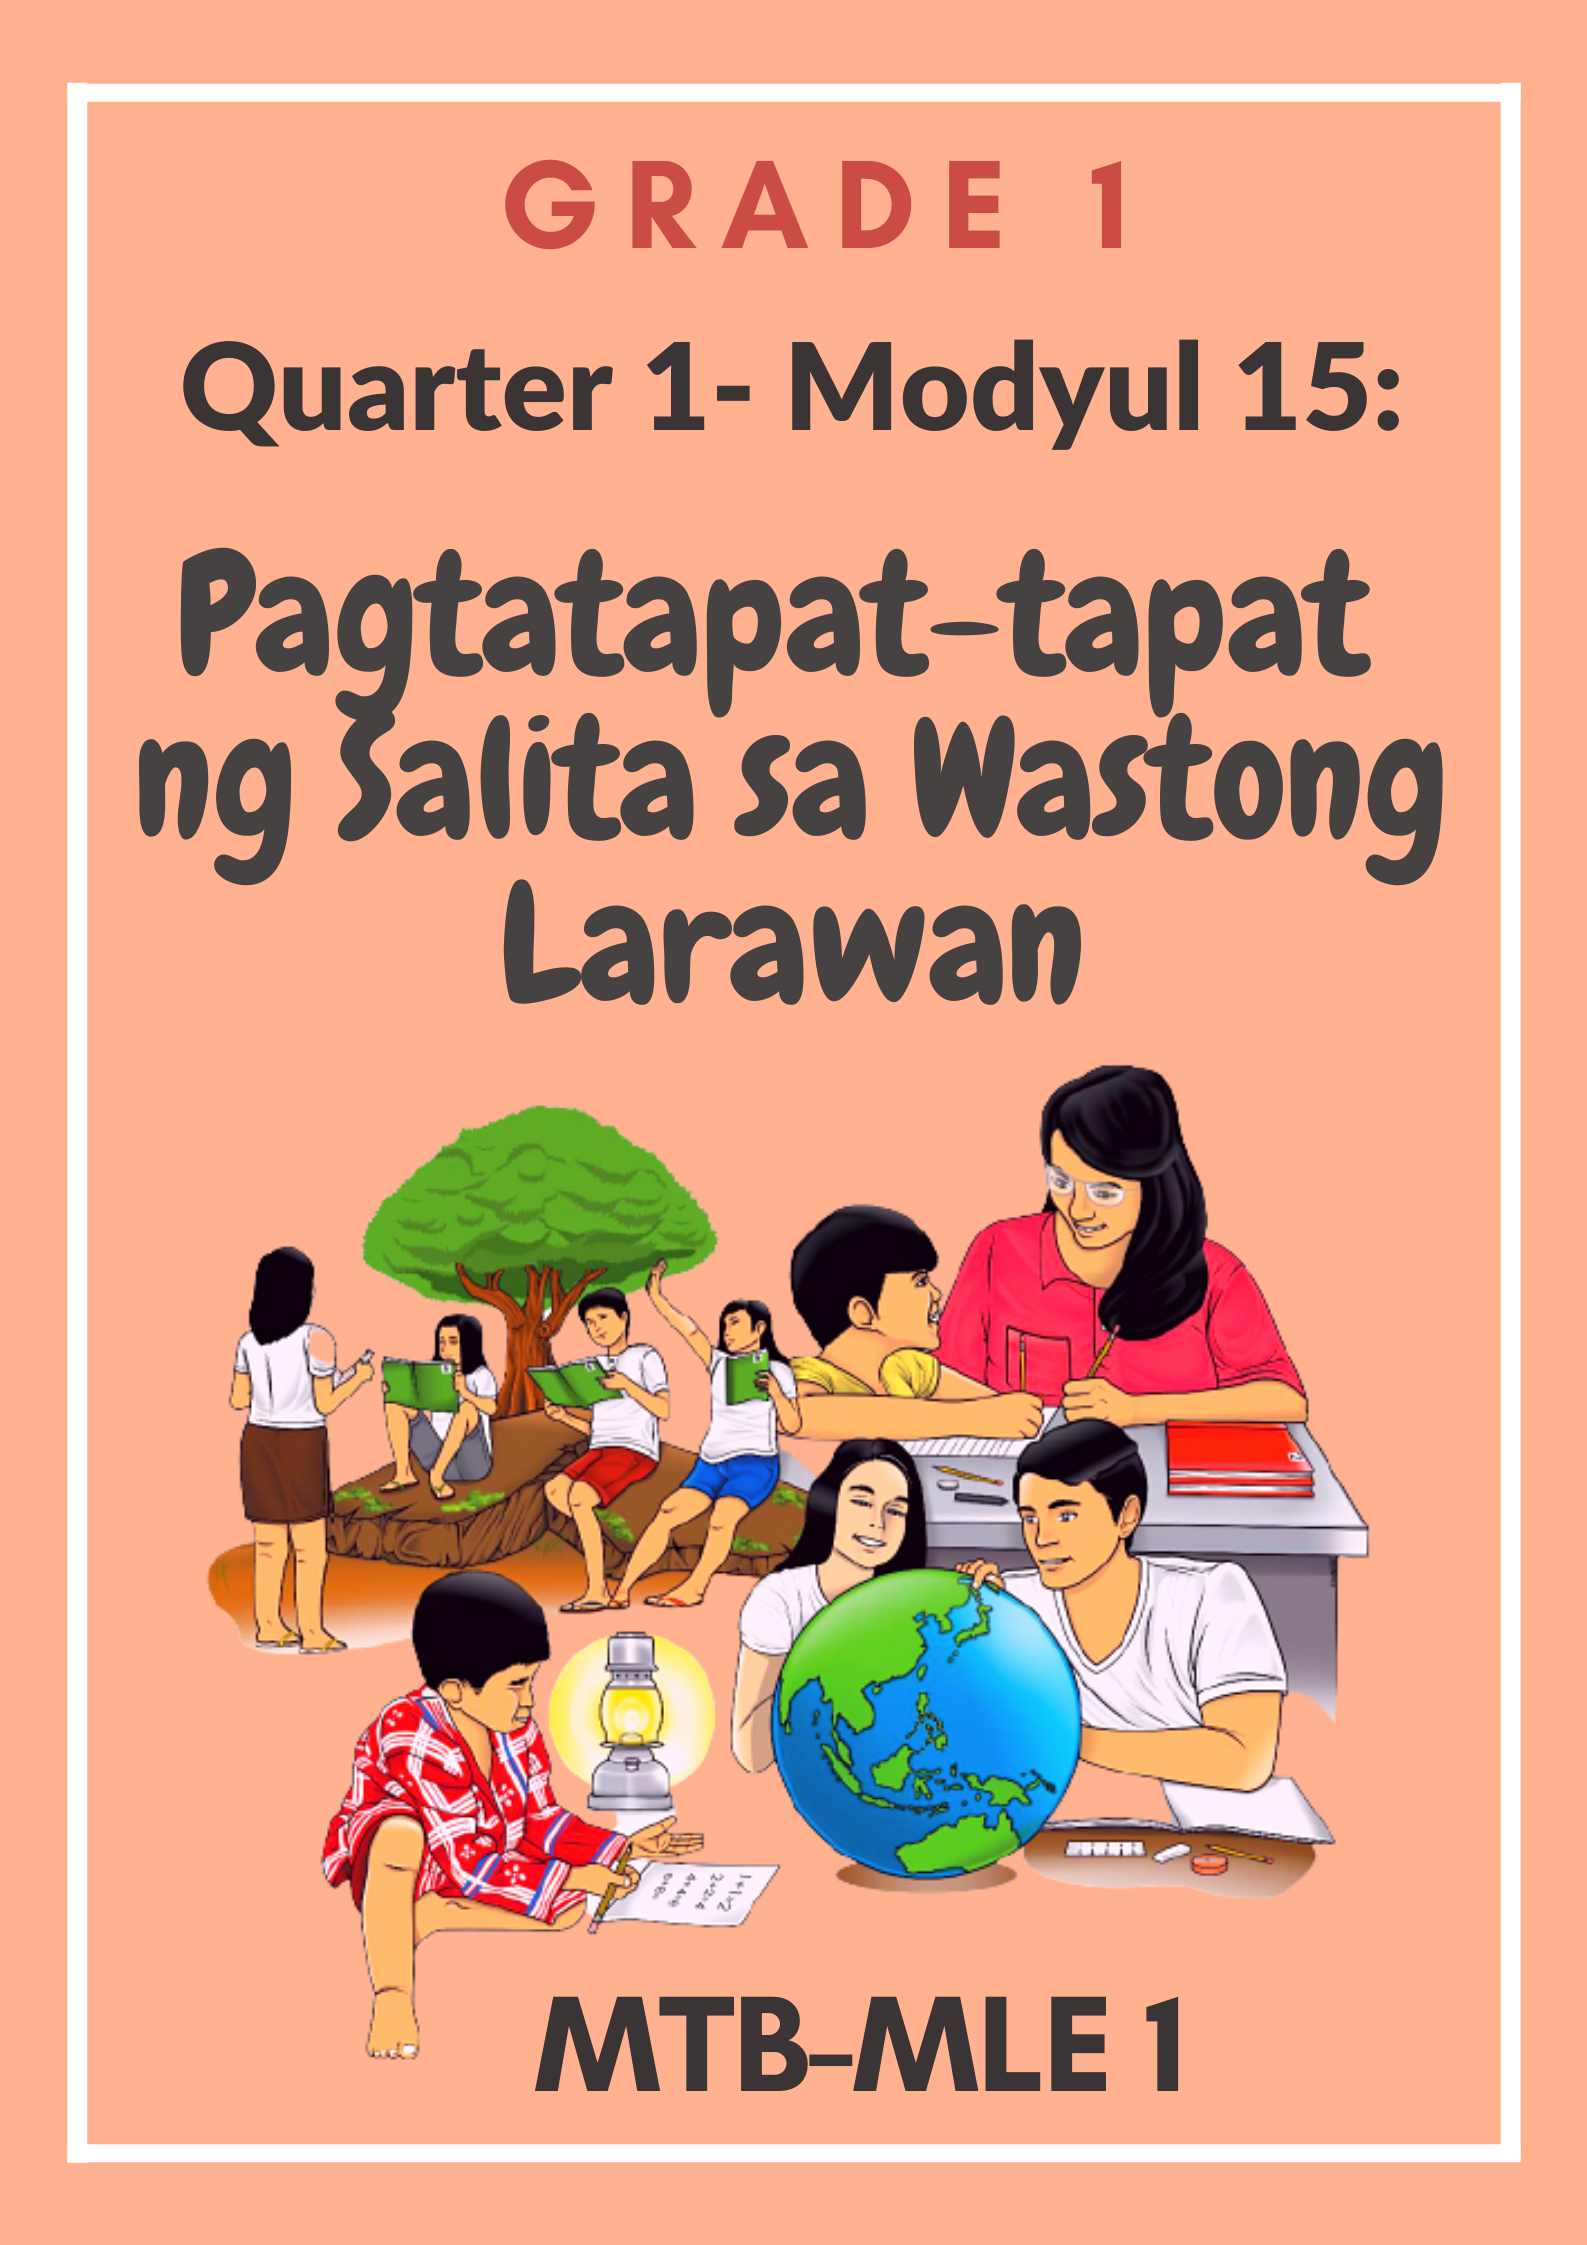 GRADE 1
Quarter 1- Modyul 15:
Pagtatapat-tapat
ng Salita sa Wastong
Larawan
MTB-MLE 1